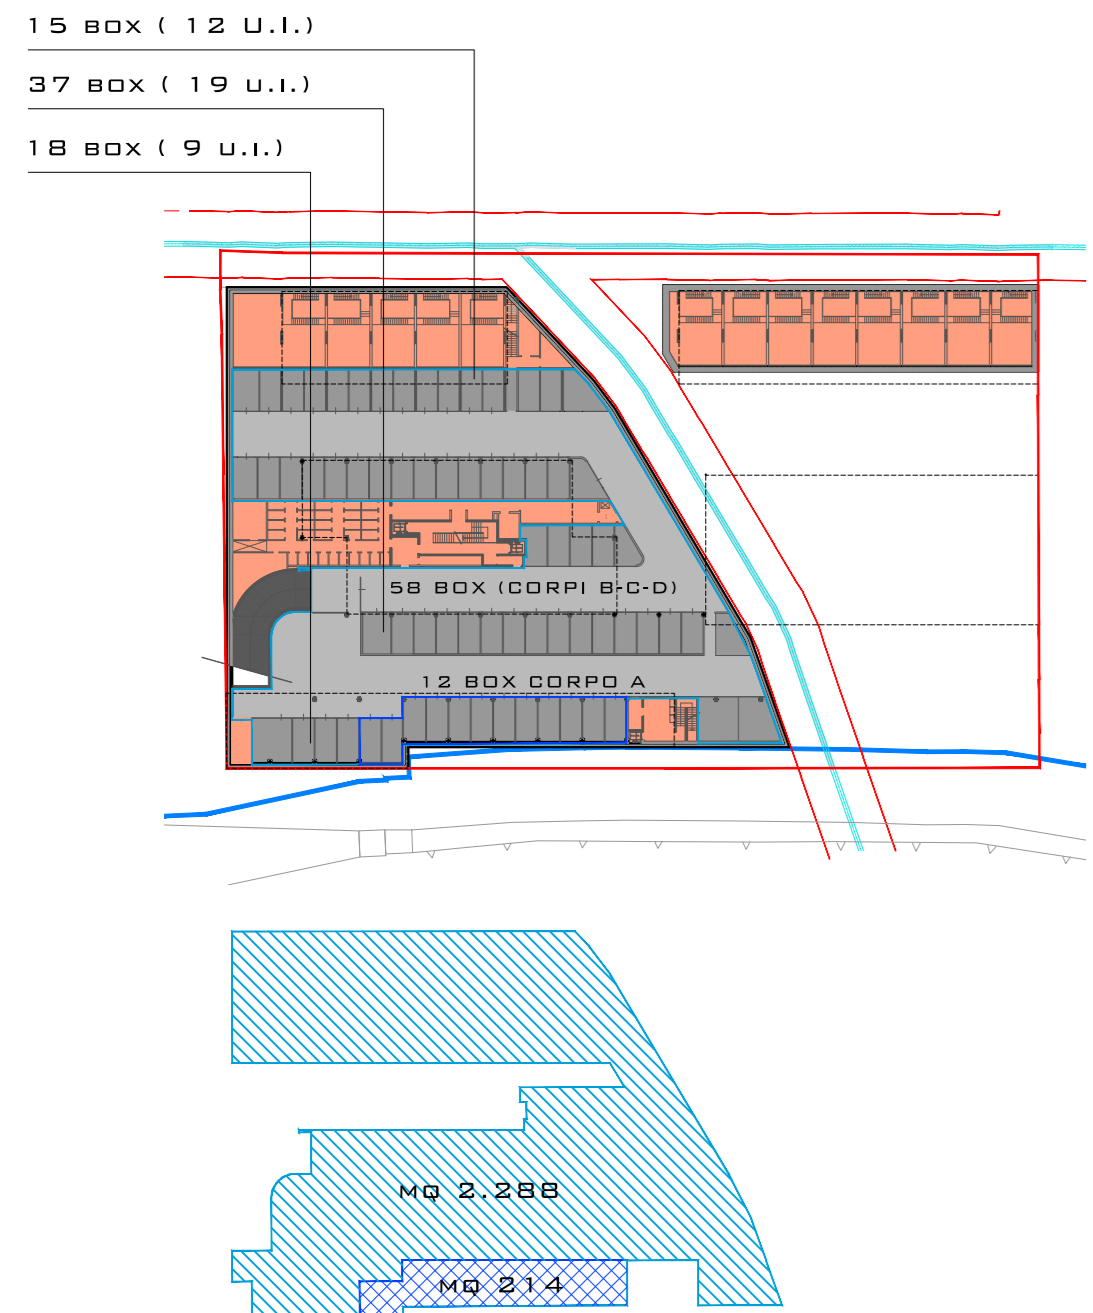 15 BOX ( 12 U.I.)
37 BOX ( 19 U.I.)
18 BOX ( 9 U.I.)
58 BOX (CORPI B-C-D)
12 BOX CORPO A
MQ 2.288
MQ 214